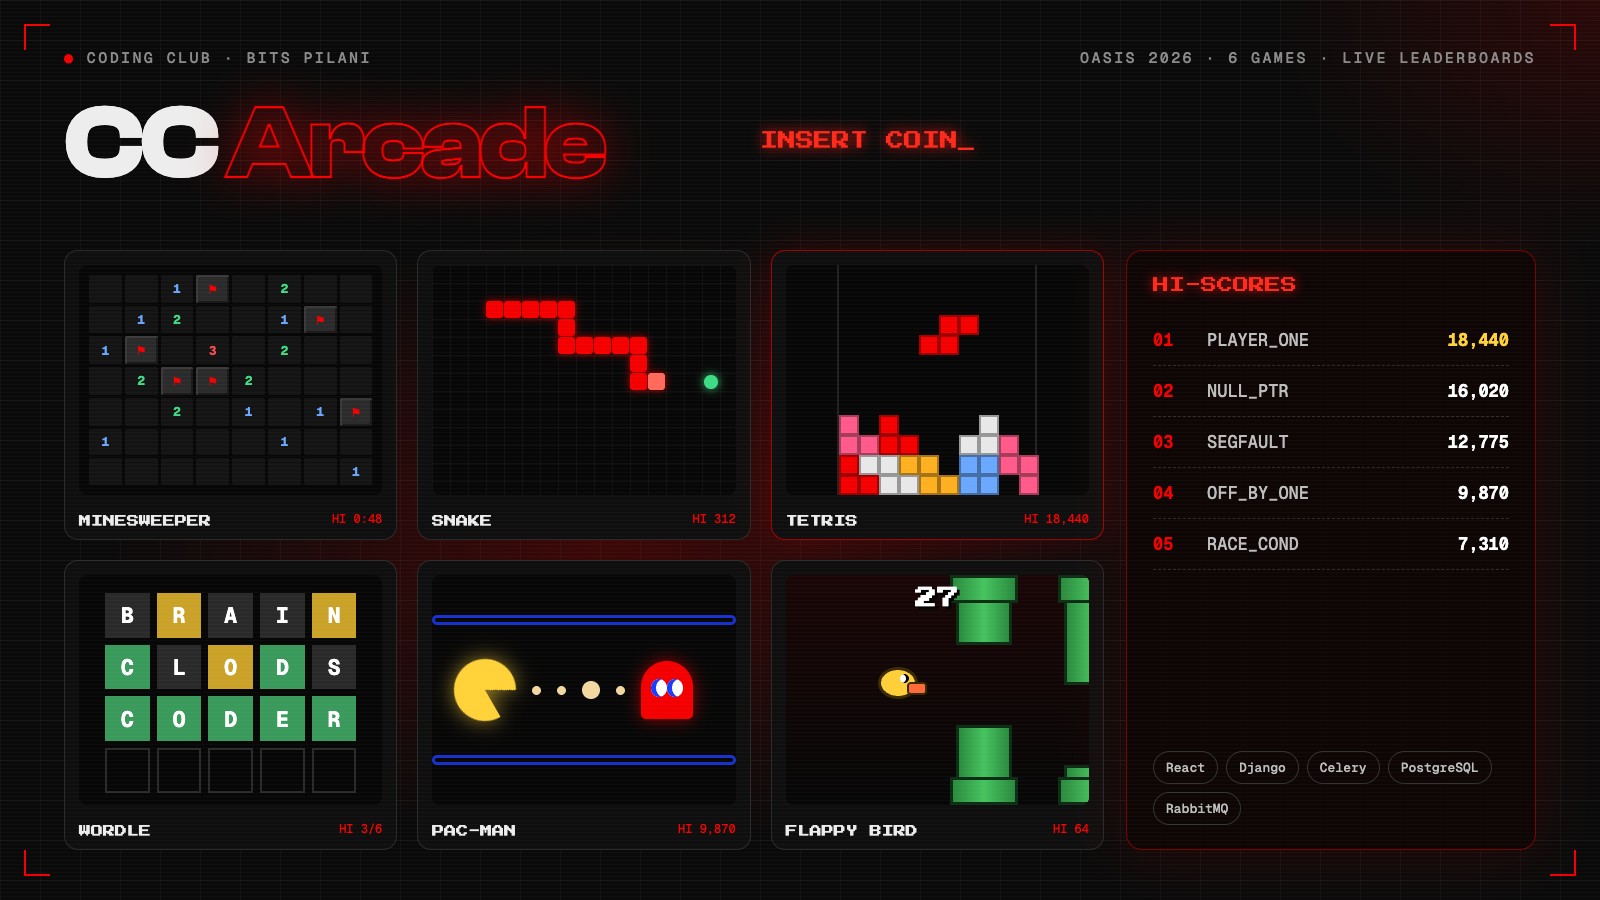 CODING CLUB · BITS PILANI
OASIS 2026 · 6 GAMES · LIVE LEADERBOARDS
CC Arcade
INSERT COIN_
1 2
1 2 1
1 3 2
2 2
2 1 1
1 1
1
MINESWEEPER HI 0:48
SNAKE HI 312
TETRIS HI 18,440
B R A I N
C L O D S
C O D E R
WORDLE HI 3/6
PAC-MAN HI 9,870
27
FLAPPY BIRD HI 64
HI-SCORES
01 PLAYER_ONE 18,440
02 NULL_PTR 16,020
03 SEGFAULT 12,775
04 OFF_BY_ONE 9,870
05 RACE_COND 7,310
React Django Celery PostgreSQL
RabbitMQ